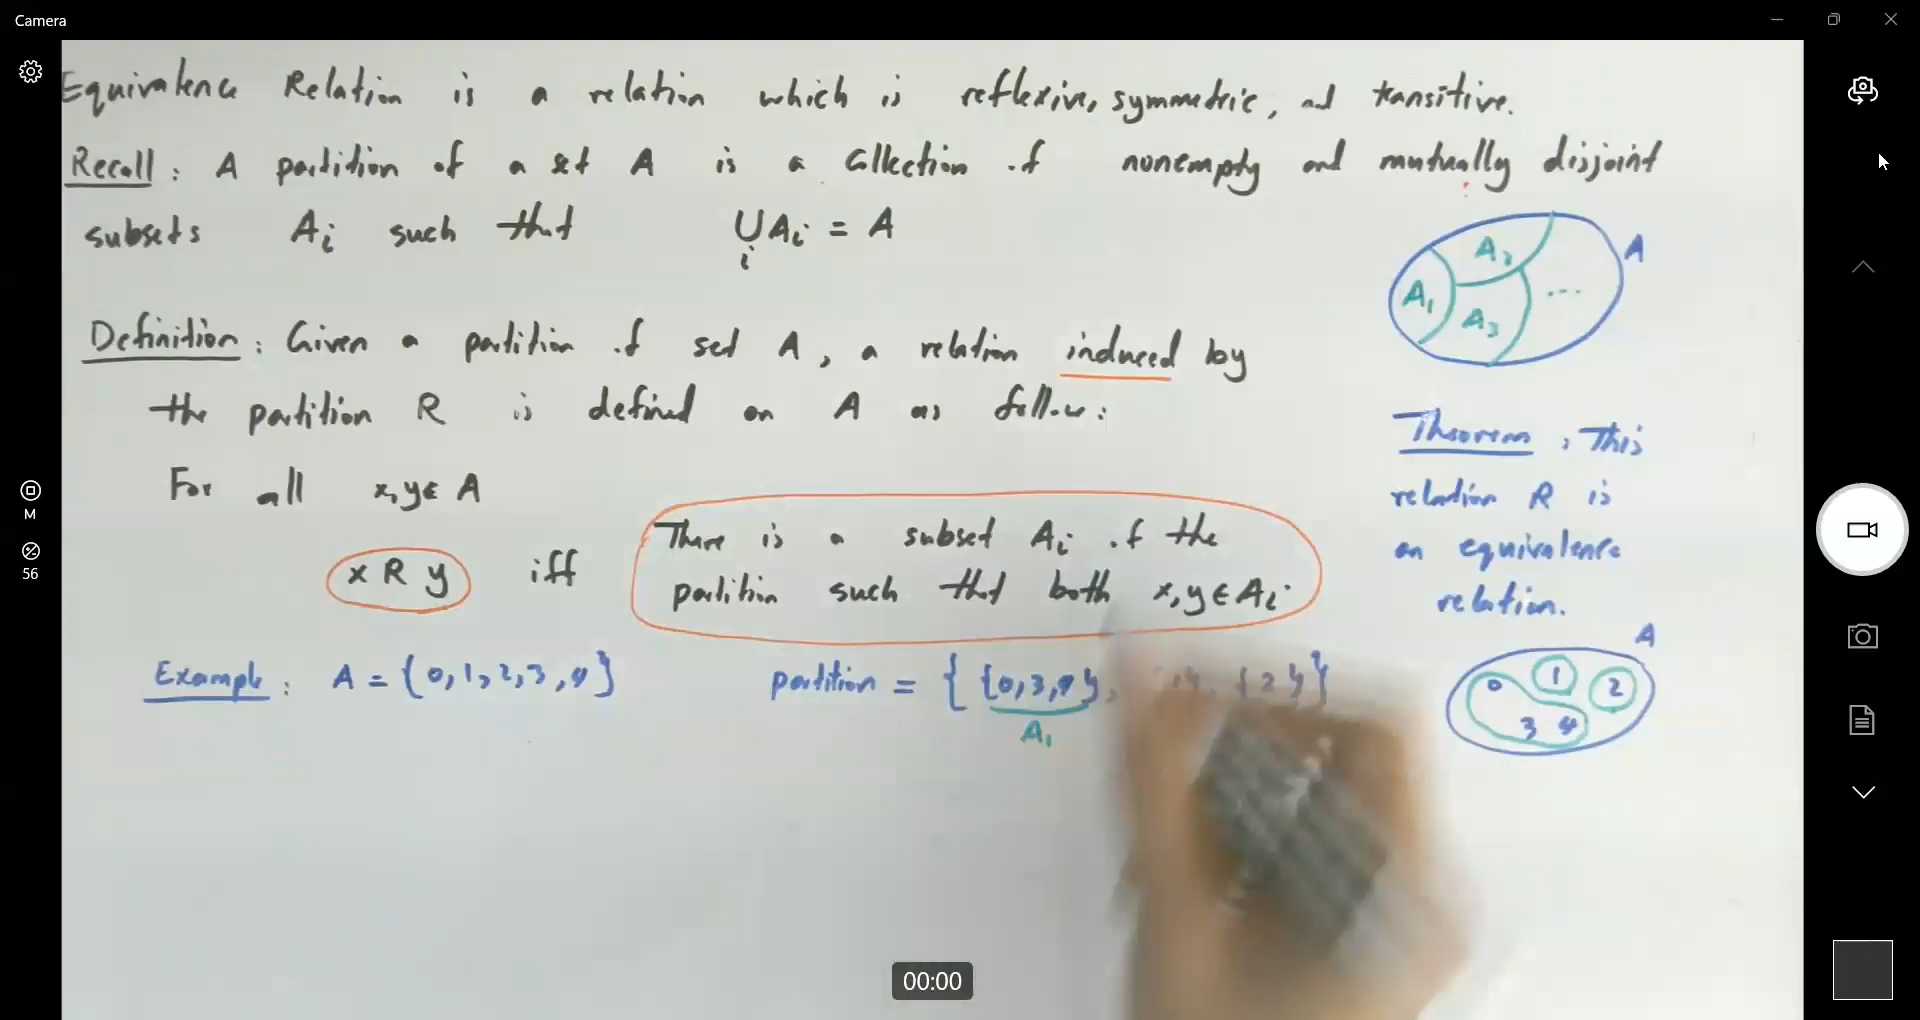 Camera
Equivalence Relation is a relation which is reflexive, symmetric, and transitive.
Recall: A partition of a set A is a collection of nonempty and mutually disjoint
subsets Ai such that ∪Ai = A
i
A
A2
A1
A3
...
Definition: Given a partition of set A, a relation induced by
the partition R is defined on A as follow:
For all x,y∈A
x R y iff
There is a subset Ai of the
partition such that both x,y∈Ai.
Theorem: This
relation R is
an equivalence
relation.
Example: A = {0,1,2,3,4}
partition = {{0,3,4}, {2}}
A1
A
0 1 2
3 4
M
56
00:00